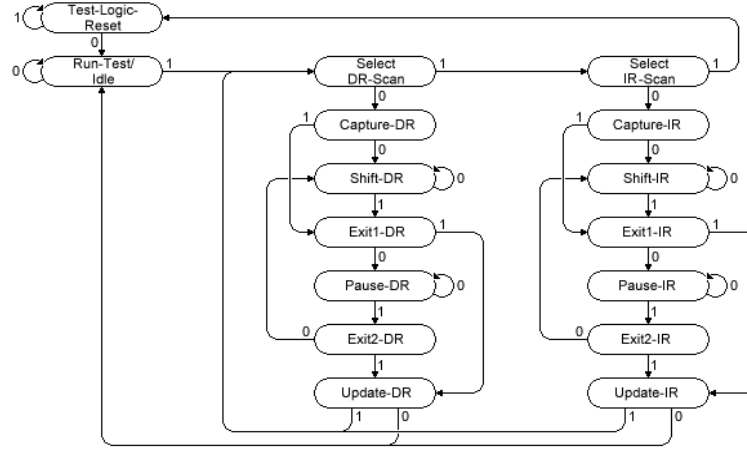 Test-Logic-
Reset
1
0
Run-Test/
Idle
0
1
Select
DR-Scan
1
Select
IR-Scan
1
0
0
1
Capture-DR
1
Capture-IR
0
0
Shift-DR
0
Shift-IR
0
1
1
Exit1-DR
1
Exit1-IR
1
0
0
Pause-DR
0
Pause-IR
0
1
1
0
Exit2-DR
0
Exit2-IR
1
1
Update-DR
Update-IR
1
0
1
0